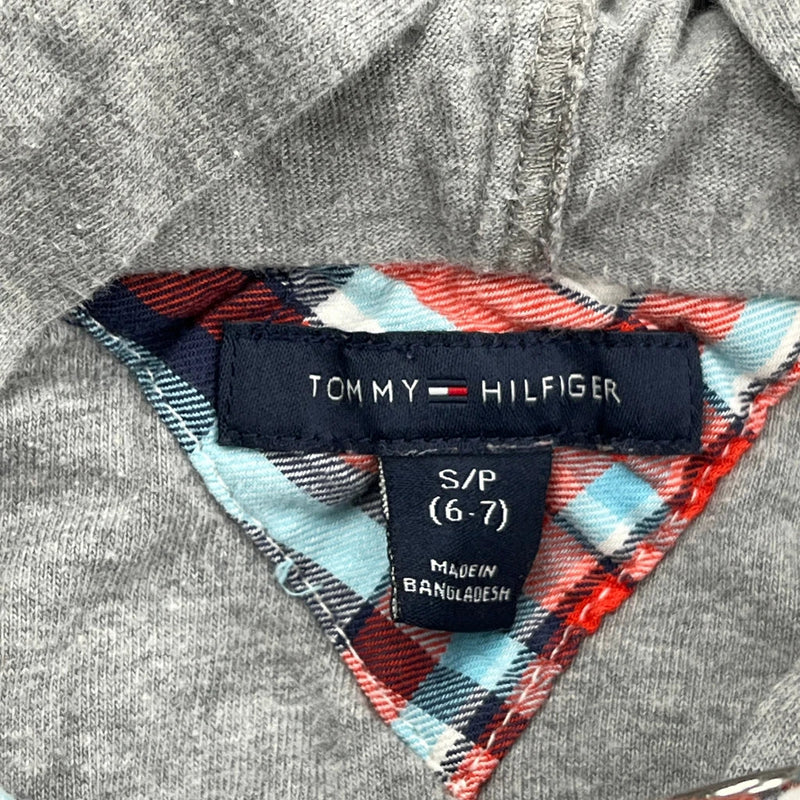 TOMMY HILFIGER
S/P
(6-7)
MADE IN
BANGLADESH